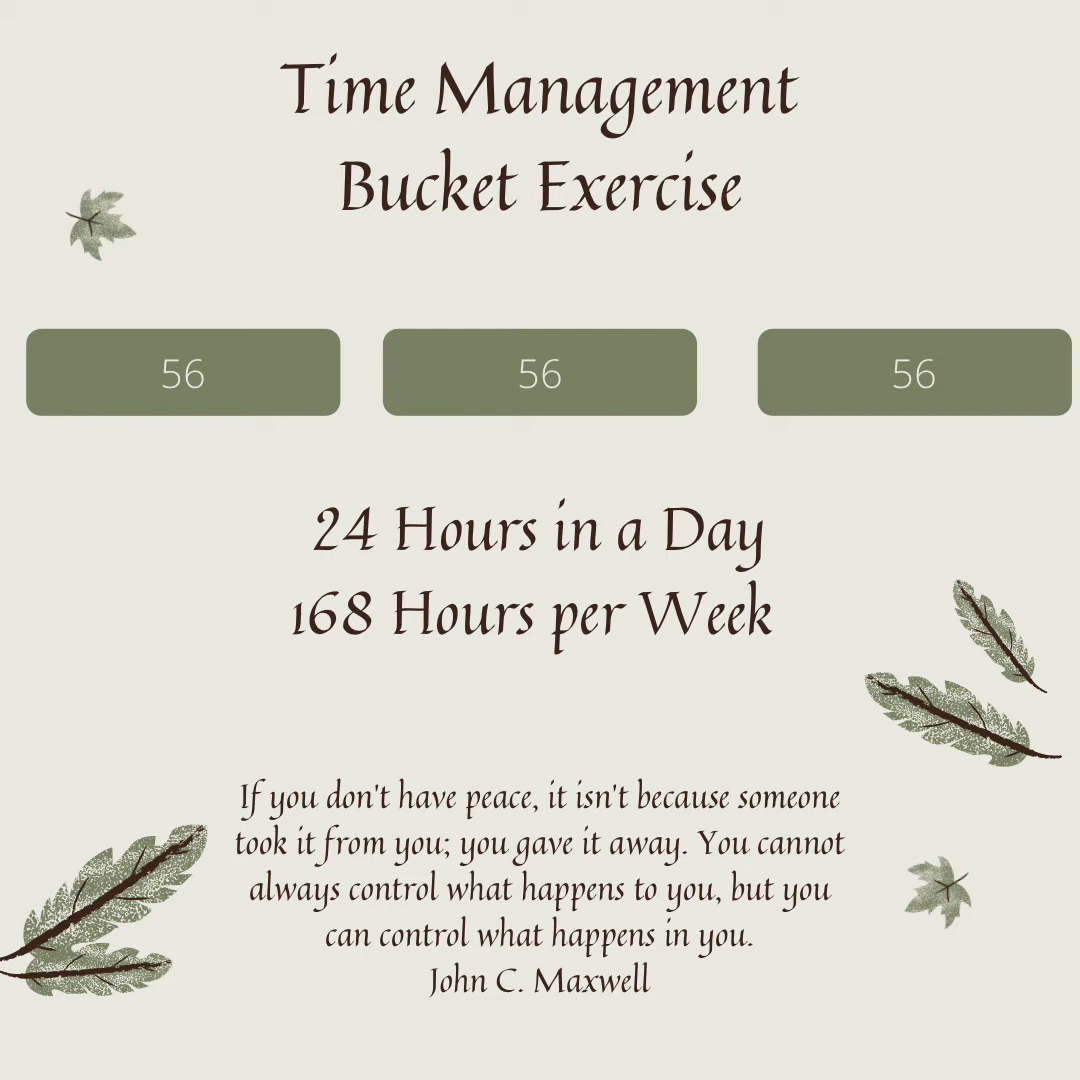 Time Management
Bucket Exercise
56 56 56
24 Hours in a Day
168 Hours per Week
If you don't have peace, it isn't because someone
took it from you; you gave it away. You cannot
always control what happens to you, but you
can control what happens in you.
John C. Maxwell